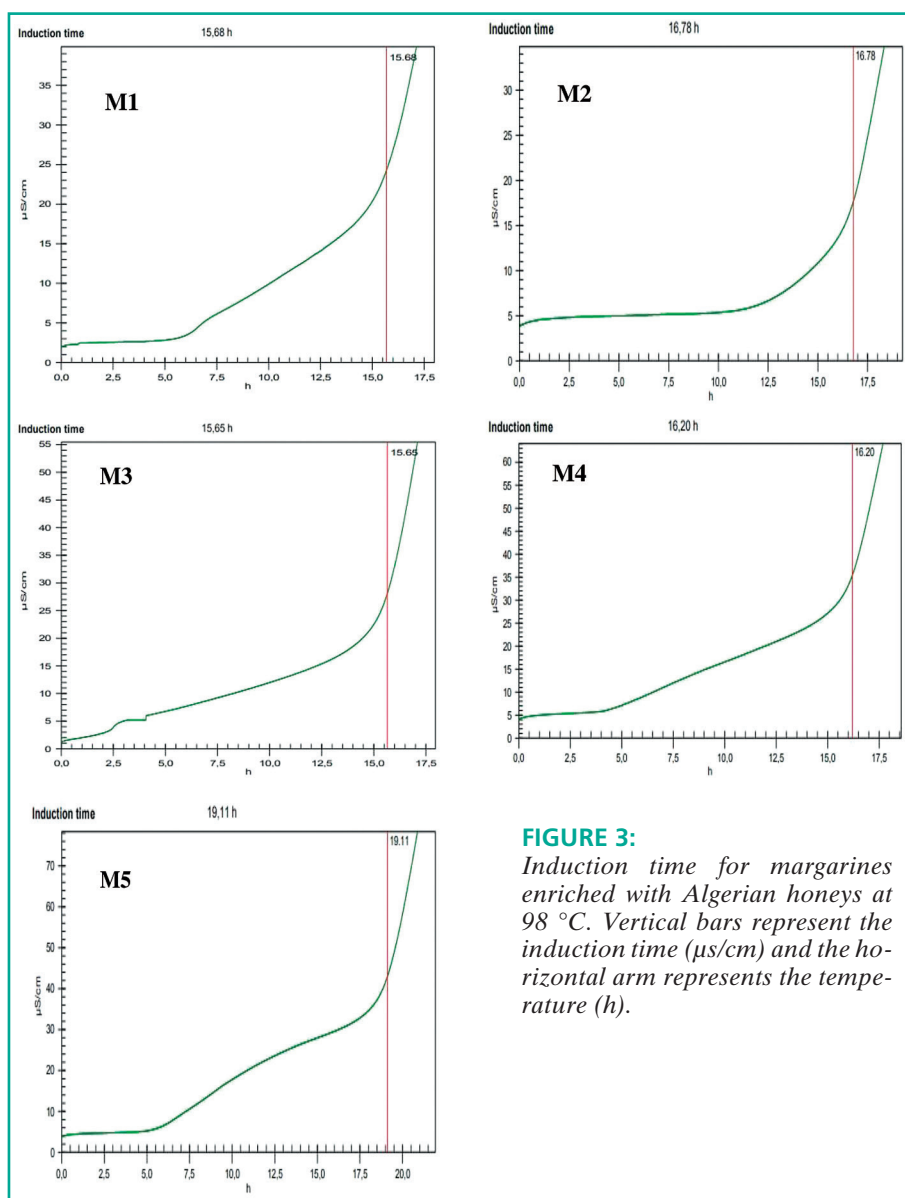 Induction time 15,68 h
15.68
M1
35
30
25
20
15
10
5
0
µS/cm
0,0 2,5 5,0 7,5 10,0 12,5 15,0 17,5
h
Induction time 16,78 h
16.78
M2
30
25
20
15
10
5
0
µS/cm
0,0 2,5 5,0 7,5 10,0 12,5 15,0 17,5
h
Induction time 15,65 h
15.65
M3
55
50
45
40
35
30
25
20
15
10
5
0
µS/cm
0,0 2,5 5,0 7,5 10,0 12,5 15,0 17,5
h
Induction time 16,20 h
16.20
M4
60
55
50
45
40
35
30
25
20
15
10
5
0
µS/cm
0,0 2,5 5,0 7,5 10,0 12,5 15,0 17,5
h
Induction time 19,11 h
19.11
M5
70
60
50
40
30
20
10
0
µS/cm
0,0 2,5 5,0 7,5 10,0 12,5 15,0 17,5 20,0
h
FIGURE 3:
Induction time for margarines
enriched with Algerian honeys at
98 °C. Vertical bars represent the
induction time (µs/cm) and the ho-
rizontal arm represents the tempe-
rature (h).